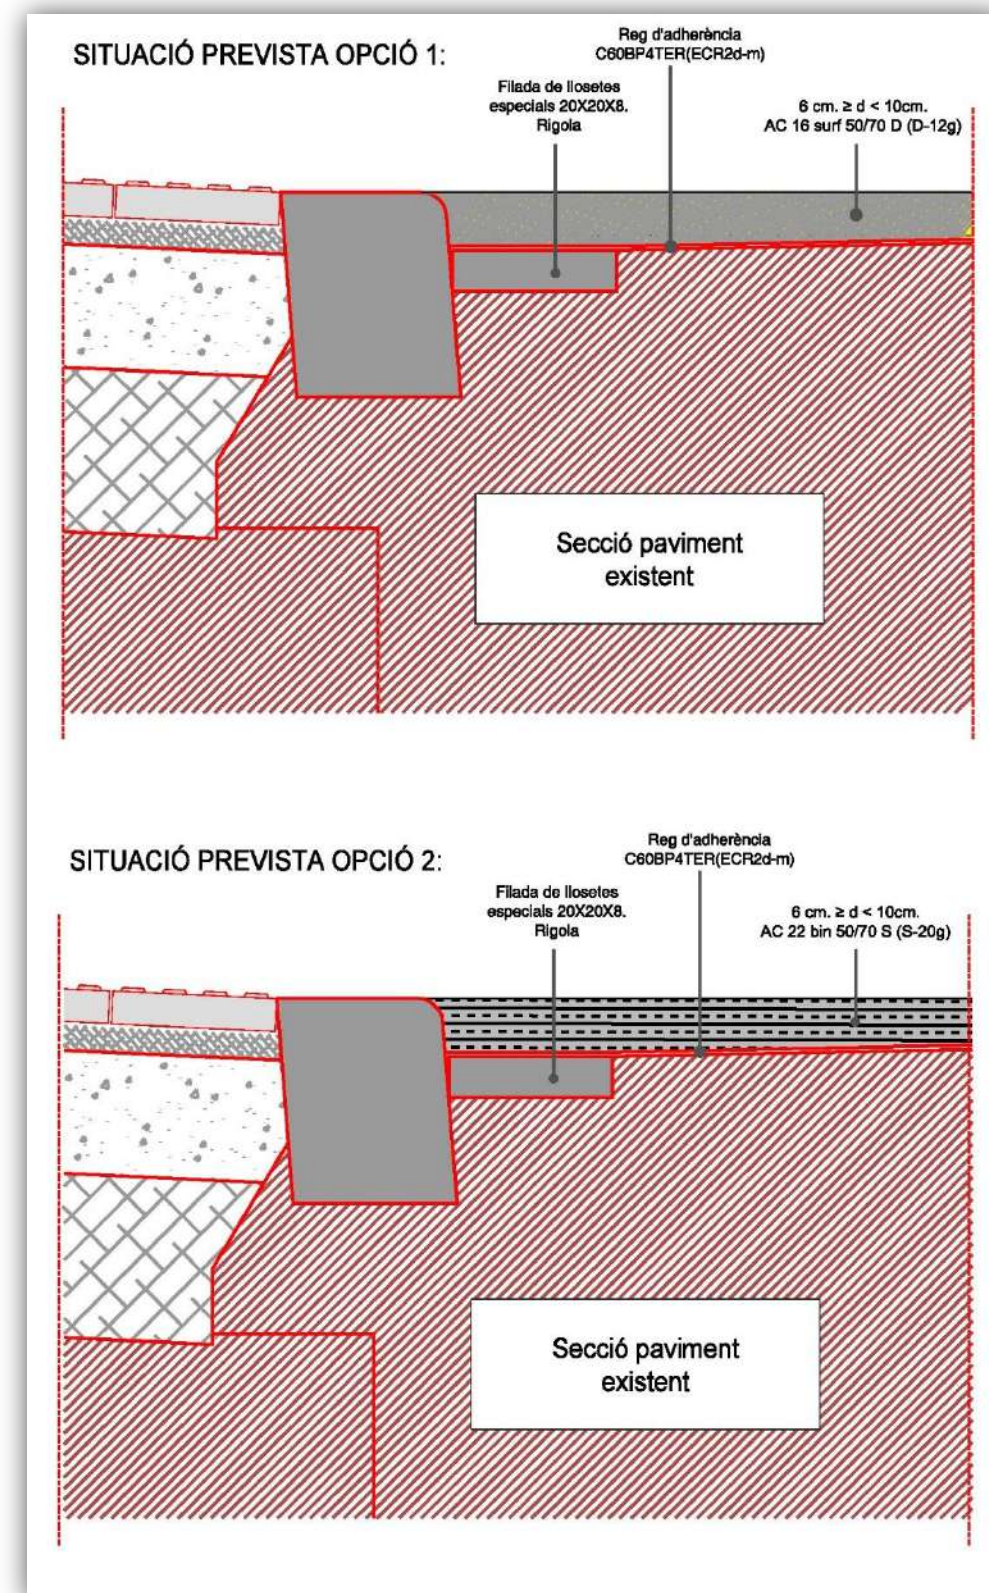 SITUACIÓ PREVISTA OPCIÓ 1:
Reg d'adherència
C60BP4TER(ECR2d-m)
Filada de llosetes
especials 20X20X8.
Rigola
6 cm. ≥ d < 10cm.
AC 16 surf 50/70 D (D-12g)
Secció paviment
existent
SITUACIÓ PREVISTA OPCIÓ 2:
Reg d'adherència
C60BP4TER(ECR2d-m)
Filada de llosetes
especials 20X20X8.
Rigola
6 cm. ≥ d < 10cm.
AC 22 bin 50/70 S (S-20g)
Secció paviment
existent